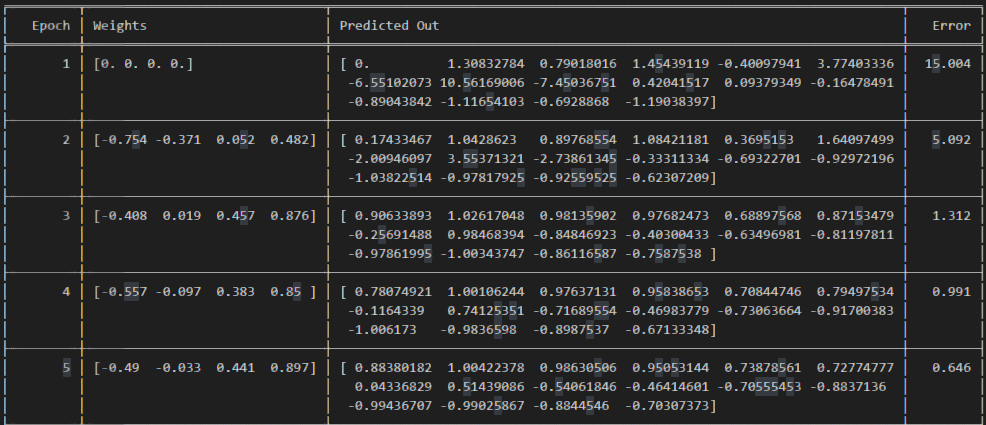 Epoch Weights Predicted Out Error
1 [0. 0. 0. 0.] [ 0. 1.30832784 0.79018016 1.45439119 -0.40097941 3.77403336 15.004
-6.55102073 10.56169006 -7.45036751 0.42041517 0.09379349 -0.16478491
-0.89043842 -1.11654103 -0.6928868 -1.19038397]
2 [-0.754 -0.371 0.052 0.482] [ 0.17433467 1.0428623 0.89768554 1.08421181 0.3695153 1.64097499 5.092
-2.00946097 3.55371321 -2.73861345 -0.33311334 -0.69322701 -0.92972196
-1.03822514 -0.97817925 -0.92559525 -0.62307209]
3 [-0.408 0.019 0.457 0.876] [ 0.90633893 1.02617048 0.98135902 0.97682473 0.68897568 0.87153479 1.312
-0.25691488 0.98468394 -0.84846923 -0.40300433 -0.63496981 -0.81197811
-0.97861995 -1.00343747 -0.86116587 -0.7587538 ]
4 [-0.557 -0.097 0.383 0.85 ] [ 0.78074921 1.00106244 0.97637131 0.95838653 0.70844746 0.79497534 0.991
-0.1164339 0.74125351 -0.71689554 -0.46983779 -0.73063664 -0.91700383
-1.006173 -0.9836598 -0.8987537 -0.67133348]
5 [-0.49 -0.033 0.441 0.897] [ 0.88380182 1.00422378 0.98630506 0.95053144 0.73878561 0.72774777 0.646
0.04336829 0.51439086 -0.54061846 -0.46414601 -0.70555453 -0.8837136
-0.99436707 -0.99025867 -0.8844546 -0.70307373]